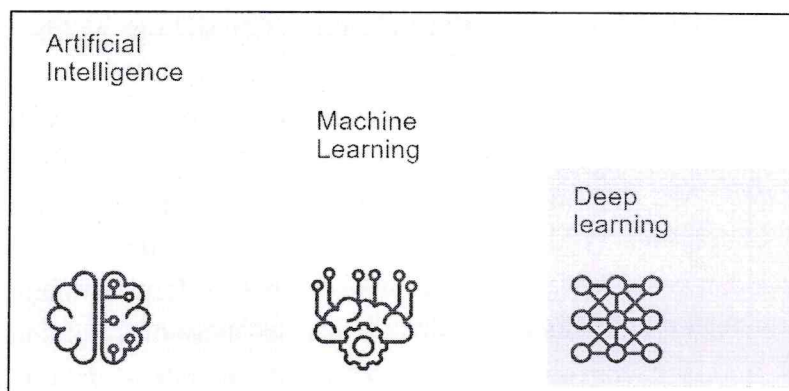 Artificial
Intelligence
Machine
Learning
Deep
learning